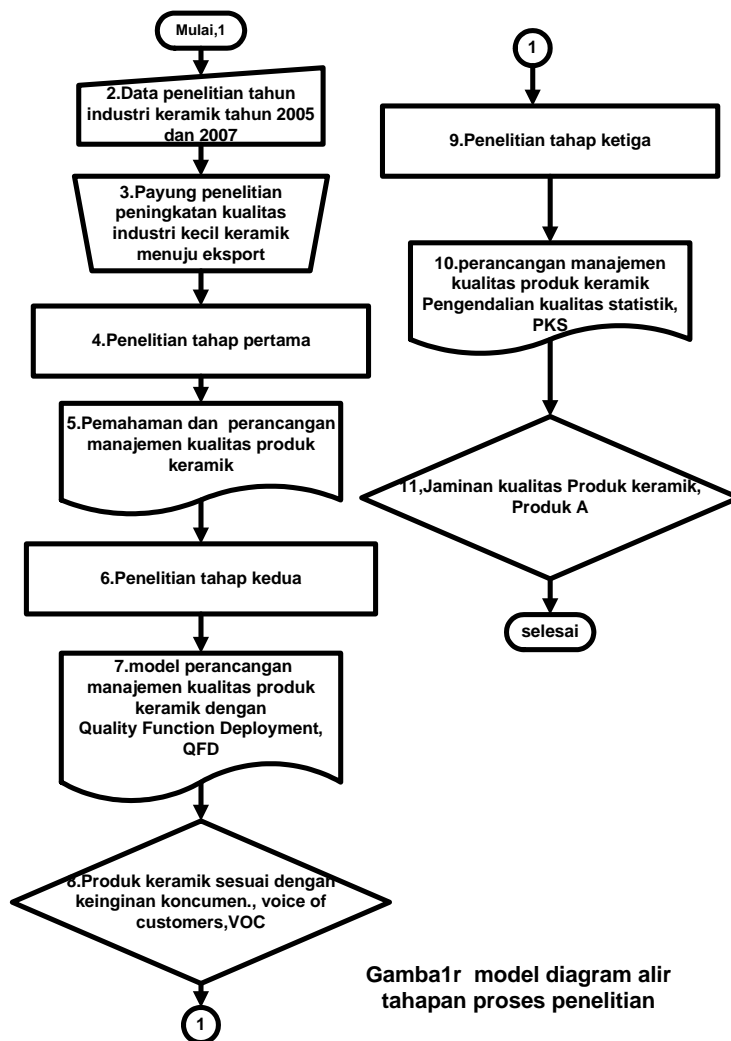 Mulai,1
2.Data penelitian tahun
industri keramik tahun 2005
dan 2007
3.Payung penelitian
peningkatan kualitas
industri kecil keramik
menuju eksport
4.Penelitian tahap pertama
5.Pemahaman dan perancangan
manajemen kualitas produk
keramik
6.Penelitian tahap kedua
7.model perancangan
manajemen kualitas produk
keramik dengan
Quality Function Deployment,
QFD
8.Produk keramik sesuai dengan
keinginan koncumen., voice of
customers,VOC
1
1
9.Penelitian tahap ketiga
10.perancangan manajemen
kualitas produk keramik
Pengendalian kualitas statistik,
PKS
11,Jaminan kualitas Produk keramik,
Produk A
selesai
Gamba1r model diagram alir
tahapan proses penelitian